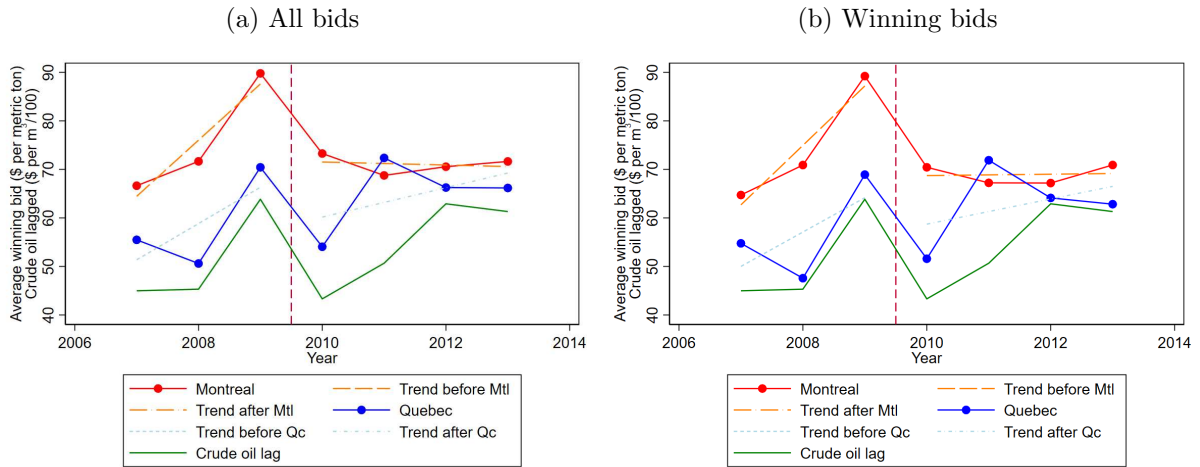 (a) All bids
Average winning bid ($ per metric ton)
Crude oil lagged ($ per m³/100)
90
80
70
60
50
40
2006 2008 2010 2012 2014
Year
Montreal Trend before Mtl
Trend after Mtl Quebec
Trend before Qc Trend after Qc
Crude oil lag
(b) Winning bids
Average winning bid ($ per metric ton)
Crude oil lagged ($ per m³/100)
90
80
70
60
50
40
2006 2008 2010 2012 2014
Year
Montreal Trend before Mtl
Trend after Mtl Quebec
Trend before Qc Trend after Qc
Crude oil lag